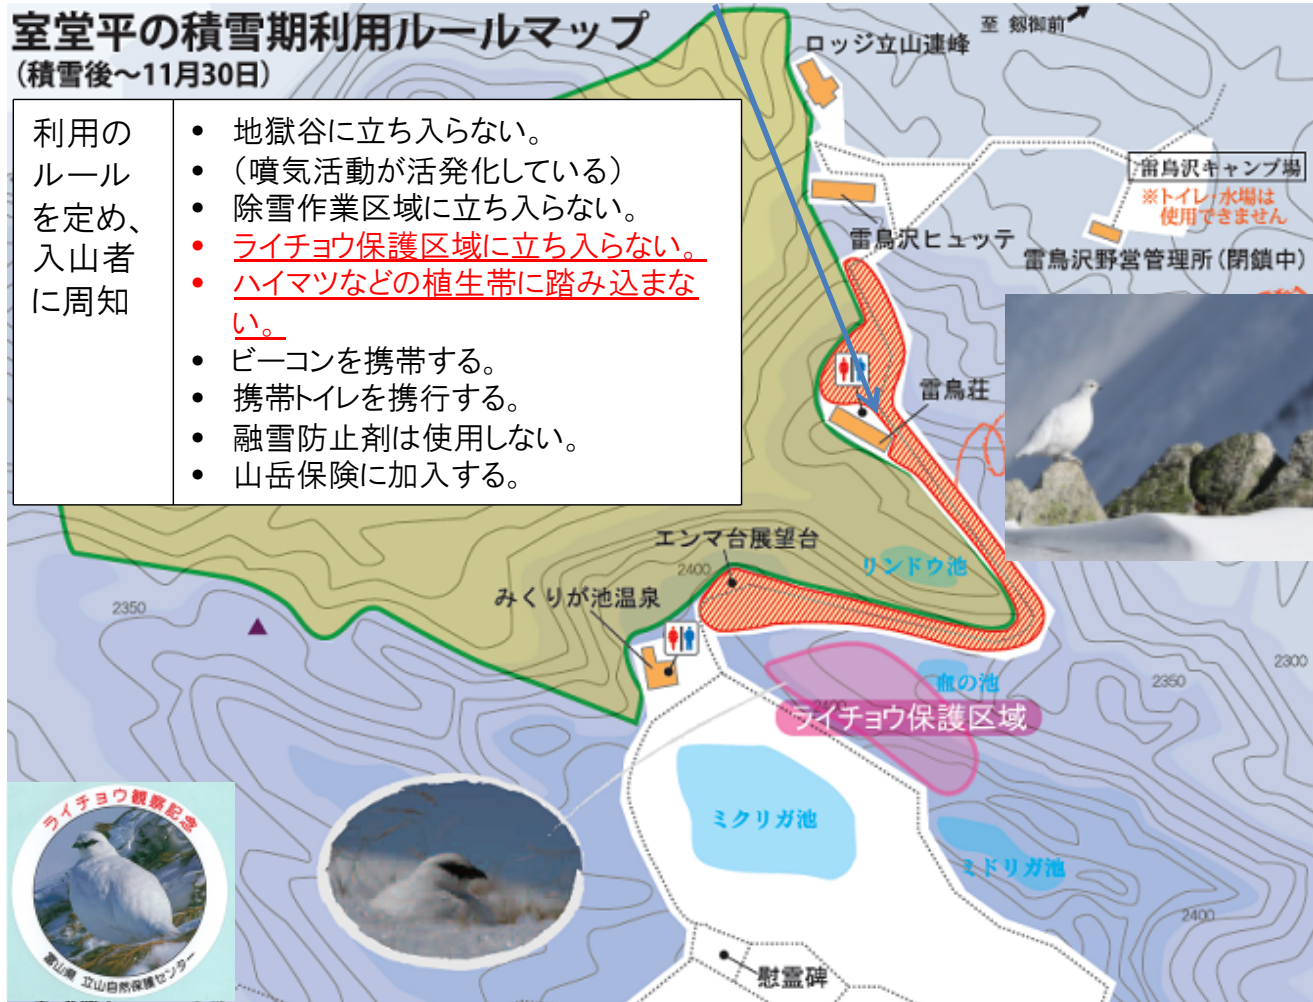 室堂平の積雪期利用ルールマップ
(積雪後～11月30日)
利用の
ルール
を定め、
入山者
に周知
• 地獄谷に立ち入らない。
• （噴気活動が活発化している）
• 除雪作業区域に立ち入らない。
• ライチョウ保護区域に立ち入らない。
• ハイマツなどの植生帯に踏み込まな
い。
• ビーコンを携帯する。
• 携帯トイレを携行する。
• 融雪防止剤は使用しない。
• 山岳保険に加入する。
至 剱御前
ロッジ立山連峰
雷鳥沢キャンプ場
※トイレ・水場は
使用できません
雷鳥沢ヒュッテ
雷鳥沢野営管理所(閉鎖中)
雷鳥荘
エンマ台展望台
2400
リンドウ池
みくりが池温泉
2350
2300
2350
血の池
2400
ライチョウ保護区域
ミクリガ池
ミドリガ池
2400
慰霊碑
ライチョウ観察記念
富山県 立山自然保護センター